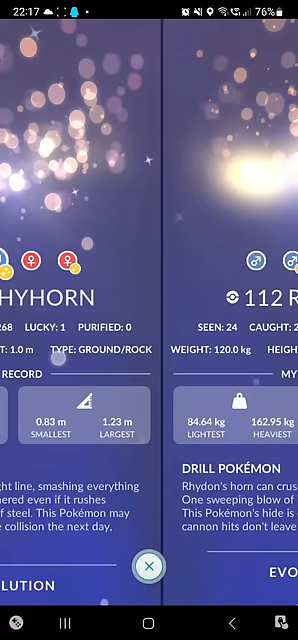 22:17
76%
HYHORN
268 LUCKY: 1 PURIFIED: 0
T: 1.0 m TYPE: GROUND/ROCK
RECORD
0.83 m 1.23 m
SMALLEST LARGEST
ght line, smashing everything
hered even if it rushes
of steel. This Pokémon may
e collision the next day,
LUTION
112 R
SEEN: 24 CAUGHT: 2
WEIGHT: 120.0 kg HEIGH
MY
84.64 kg 162.95 kg
LIGHTEST HEAVIEST
DRILL POKÉMON
Rhydon's horn can crus
One sweeping blow of
This Pokémon's hide is
cannon hits don't leave
EVO